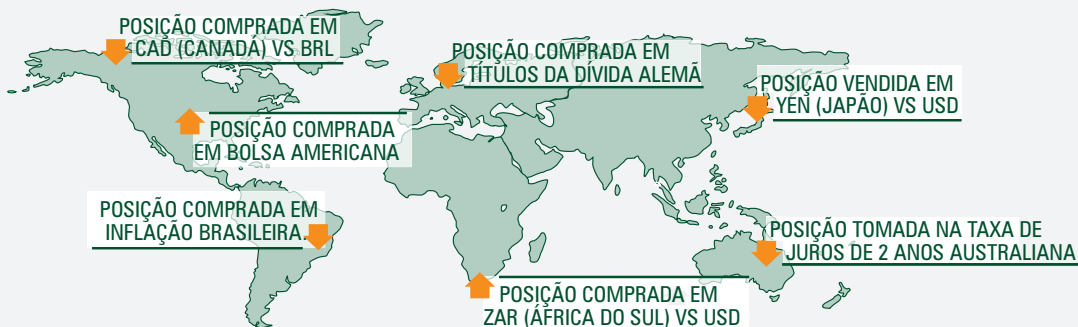 POSIÇÃO COMPRADA EM
CAD (CANADÁ) VS BRL
POSIÇÃO COMPRADA EM
TÍTULOS DA DÍVIDA ALEMÃ
POSIÇÃO VENDIDA EM
YEN (JAPÃO) VS USD
POSIÇÃO COMPRADA
EM BOLSA AMERICANA
POSIÇÃO COMPRADA EM
INFLAÇÃO BRASILEIRA.
POSIÇÃO TOMADA NA TAXA DE
JUROS DE 2 ANOS AUSTRALIANA
POSIÇÃO COMPRADA EM
ZAR (ÁFRICA DO SUL) VS USD